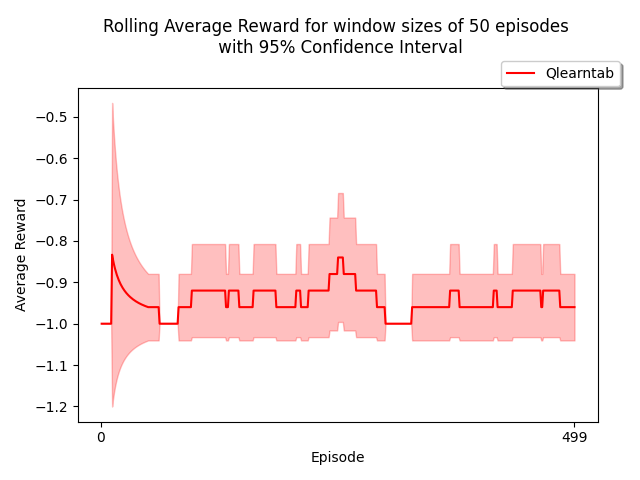 Rolling Average Reward for window sizes of 50 episodes
with 95% Confidence Interval
Qlearntab
−0.5
−0.6
−0.7
−0.8
−0.9
−1.0
−1.1
−1.2
Average Reward
0
499
Episode